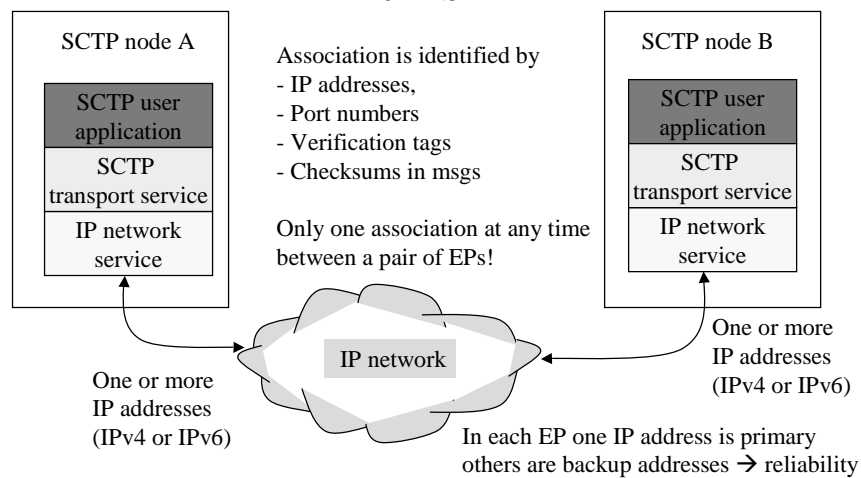 SCTP node A
SCTP user
application
SCTP
transport service
IP network
service
Association is identified by
- IP addresses,
- Port numbers
- Verification tags
- Checksums in msgs
Only one association at any time
between a pair of EPs!
SCTP node B
SCTP user
application
SCTP
transport service
IP network
service
IP network
One or more
IP addresses
(IPv4 or IPv6)
One or more
IP addresses
(IPv4 or IPv6)
In each EP one IP address is primary
others are backup addresses → reliability